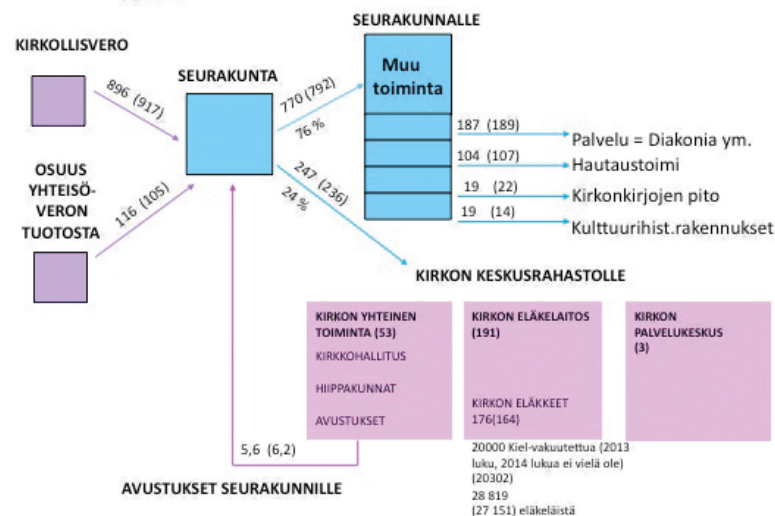 SEURAKUNNALLE
KIRKOLLISVERO
SEURAKUNTA
Muu
toiminta
896 (917)
770 (792)
76 %
187 (189)
Palvelu = Diakonia ym.
104 (107)
Hautaustoimi
19 (22)
Kirkonkirjojen pito
19 (14)
Kulttuurihist.rakennukset
OSUUS
YHTEISÖ-
VERON
TUOTOSTA
116 (105)
247 (236)
24 %
KIRKON KESKUSRAHASTOLLE
KIRKON YHTEINEN
TOIMINTA (53)
KIRKKOHALLITUS
HIIPPAKUNNAT
AVUSTUKSET
KIRKON ELÄKELAITOS
(191)
KIRKON ELÄKKEET
176(164)
KIRKON
PALVELUKESKUS
(3)
20000 Kiel-vakuutettua (2013
luku, 2014 lukua ei vielä ole)
(20302)
28 819
(27 151) eläkeläistä
5,6 (6,2)
AVUSTUKSET SEURAKUNNILLE